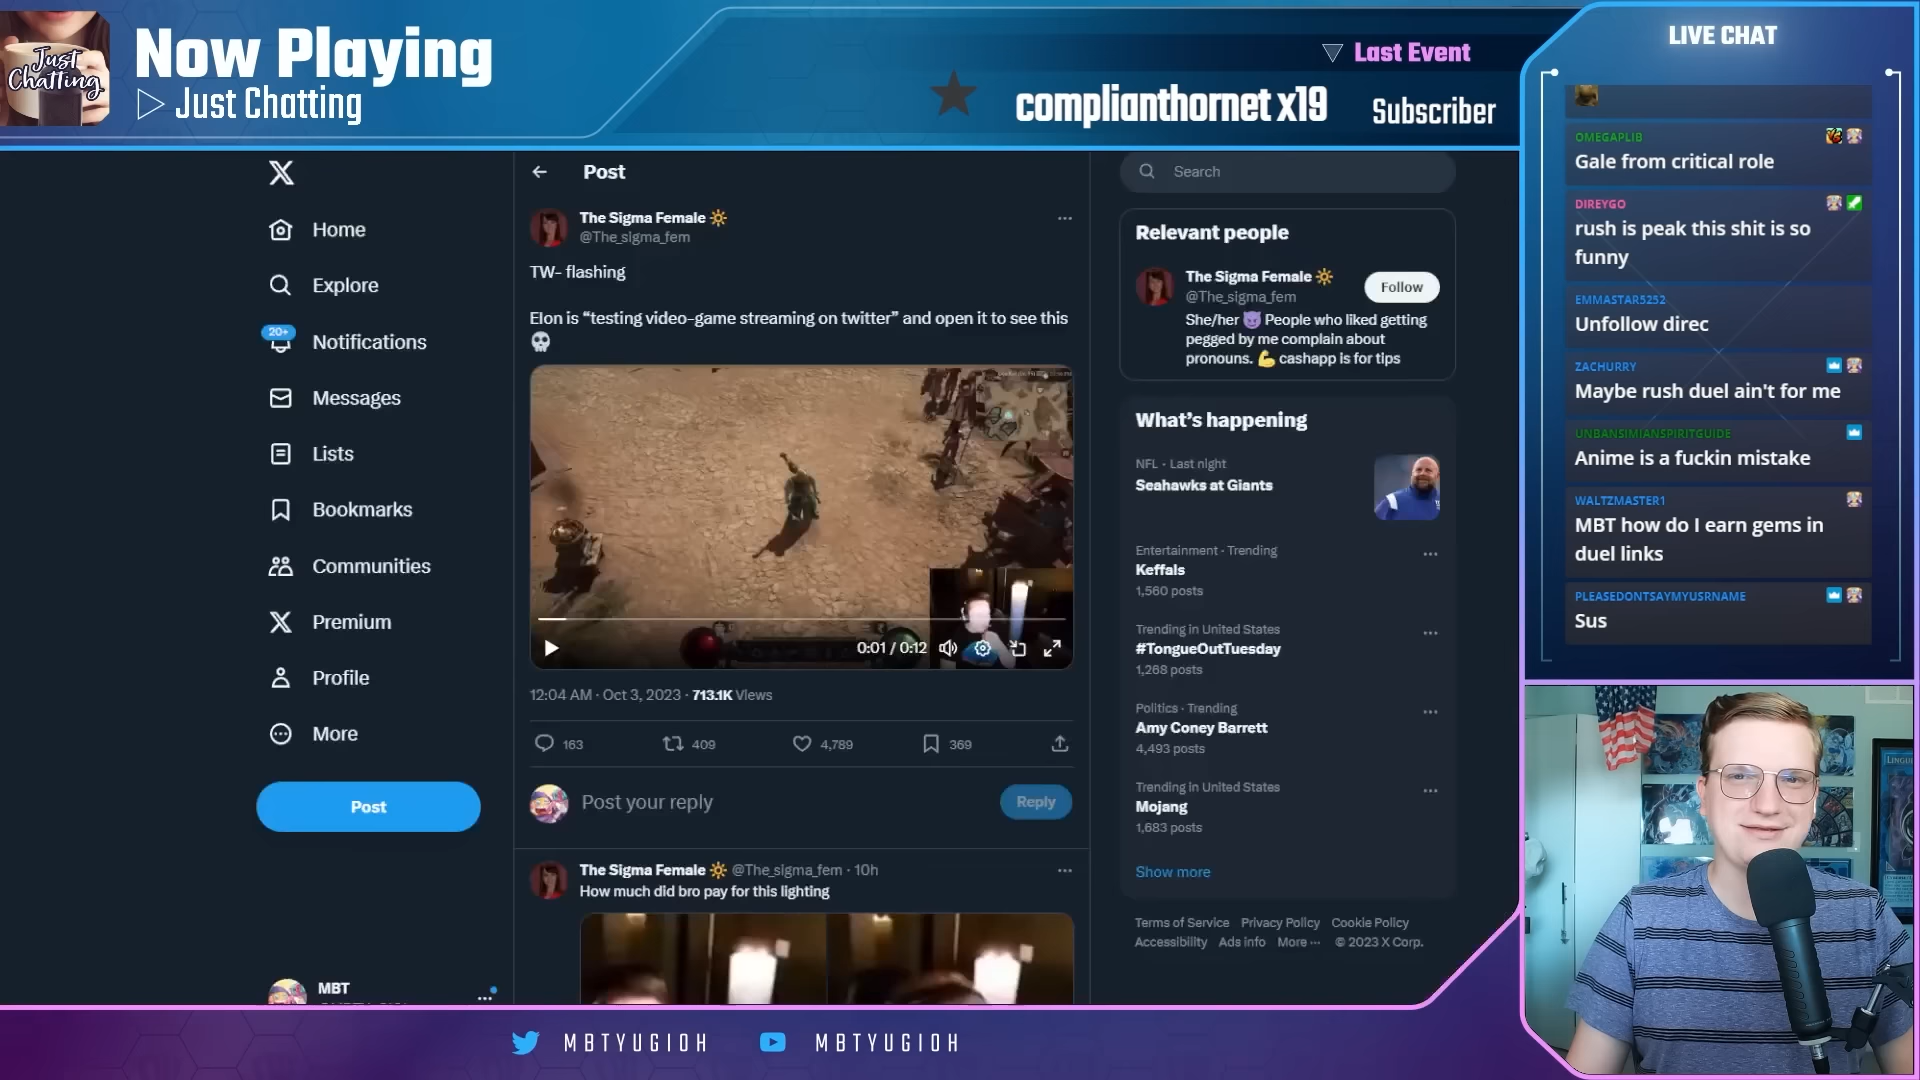 Just
Chatting
Now Playing
Just Chatting
Last Event
complianthornet x19
Subscriber
LIVE CHAT
OMEGAPLIB
Gale from critical role
DIREYGO
rush is peak this shit is so
funny
EMMASTAR5252
Unfollow direc
ZACHURRY
Maybe rush duel ain't for me
UNBANSIMIANSPIRITGUIDE
Anime is a fuckin mistake
WALTZMASTER1
MBT how do I earn gems in
duel links
PLEASEDONTSAYMYUSRNAME
Sus
Home
Explore
20+
Notifications
Messages
Lists
Bookmarks
Communities
Premium
Profile
More
Post
MBT
Post
The Sigma Female
@The_sigma_fem
TW- flashing
Elon is “testing video-game streaming on twitter” and open it to see this
0:01 / 0:12
12:04 AM · Oct 3, 2023 · 713.1K Views
163
409
4,789
369
Post your reply
Reply
The Sigma Female @The_sigma_fem · 10h
How much did bro pay for this lighting
Search
Relevant people
The Sigma Female
@The_sigma_fem
Follow
She/her 😈 People who liked getting
pegged by me complain about
pronouns. 💪 cashapp is for tips
What’s happening
NFL · Last night
Seahawks at Giants
Entertainment · Trending
Keffals
1,560 posts
Trending in United States
#TongueOutTuesday
1,268 posts
Politics · Trending
Amy Coney Barrett
4,493 posts
Trending in United States
Mojang
1,683 posts
Show more
Terms of Service Privacy Policy Cookie Policy
Accessibility Ads info More ··· © 2023 X Corp.
MBTYUGIOH
MBTYUGIOH